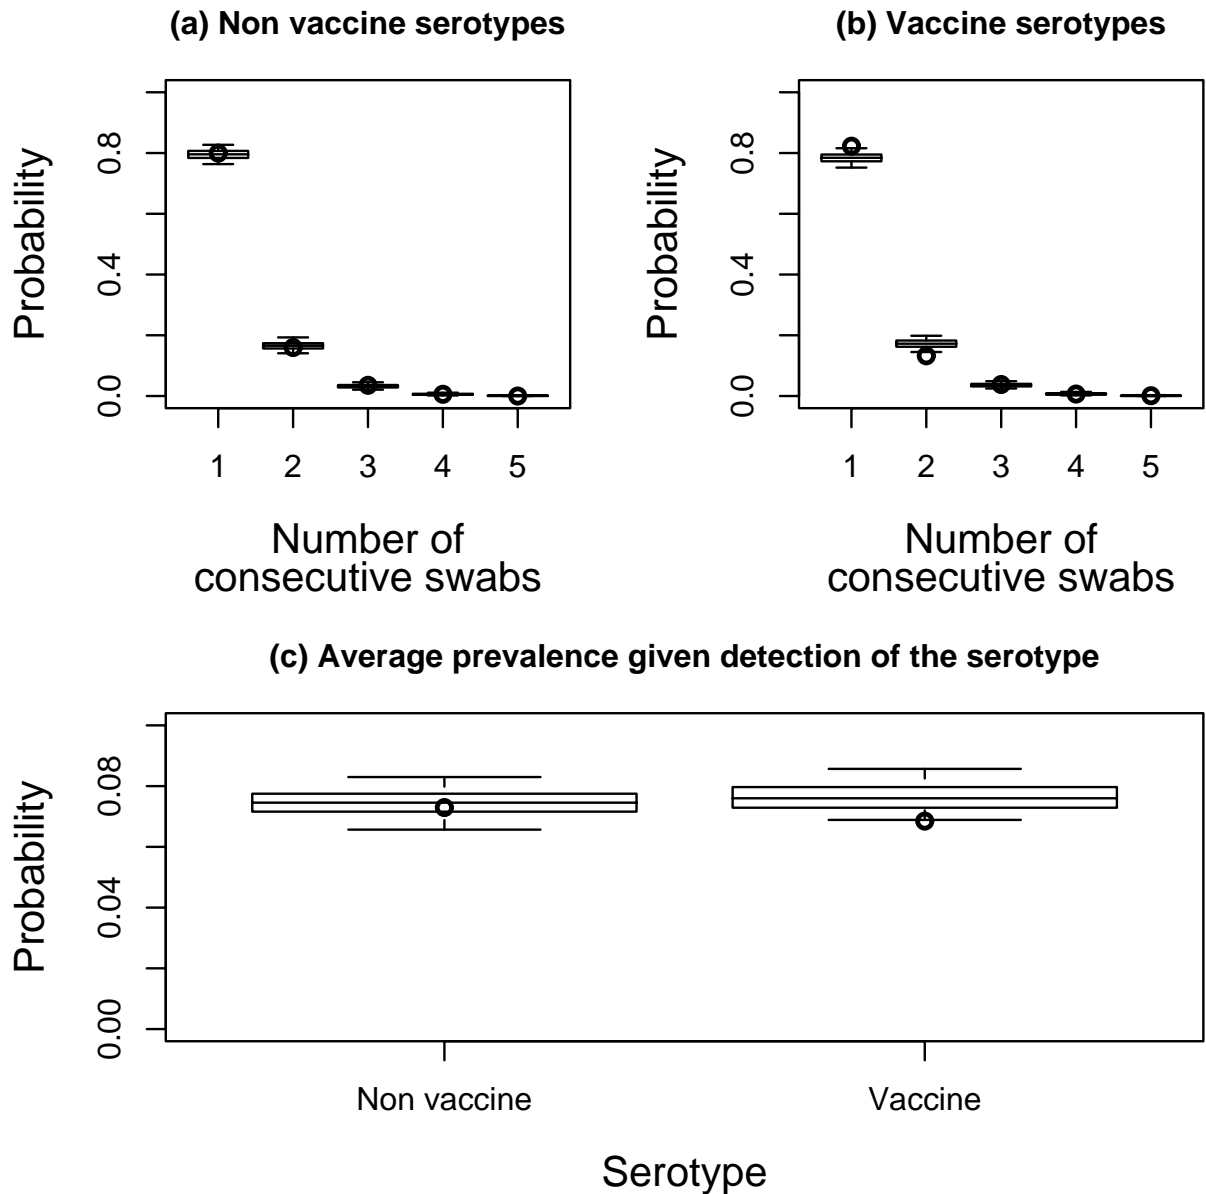 (a) Non vaccine serotypes
Probability
0.0 0.4 0.8
1 2 3 4 5
Number of
consecutive swabs
(b) Vaccine serotypes
Probability
0.0 0.4 0.8
1 2 3 4 5
Number of
consecutive swabs
(c) Average prevalence given detection of the serotype
Probability
0.00 0.04 0.08
Non vaccine Vaccine
Serotype